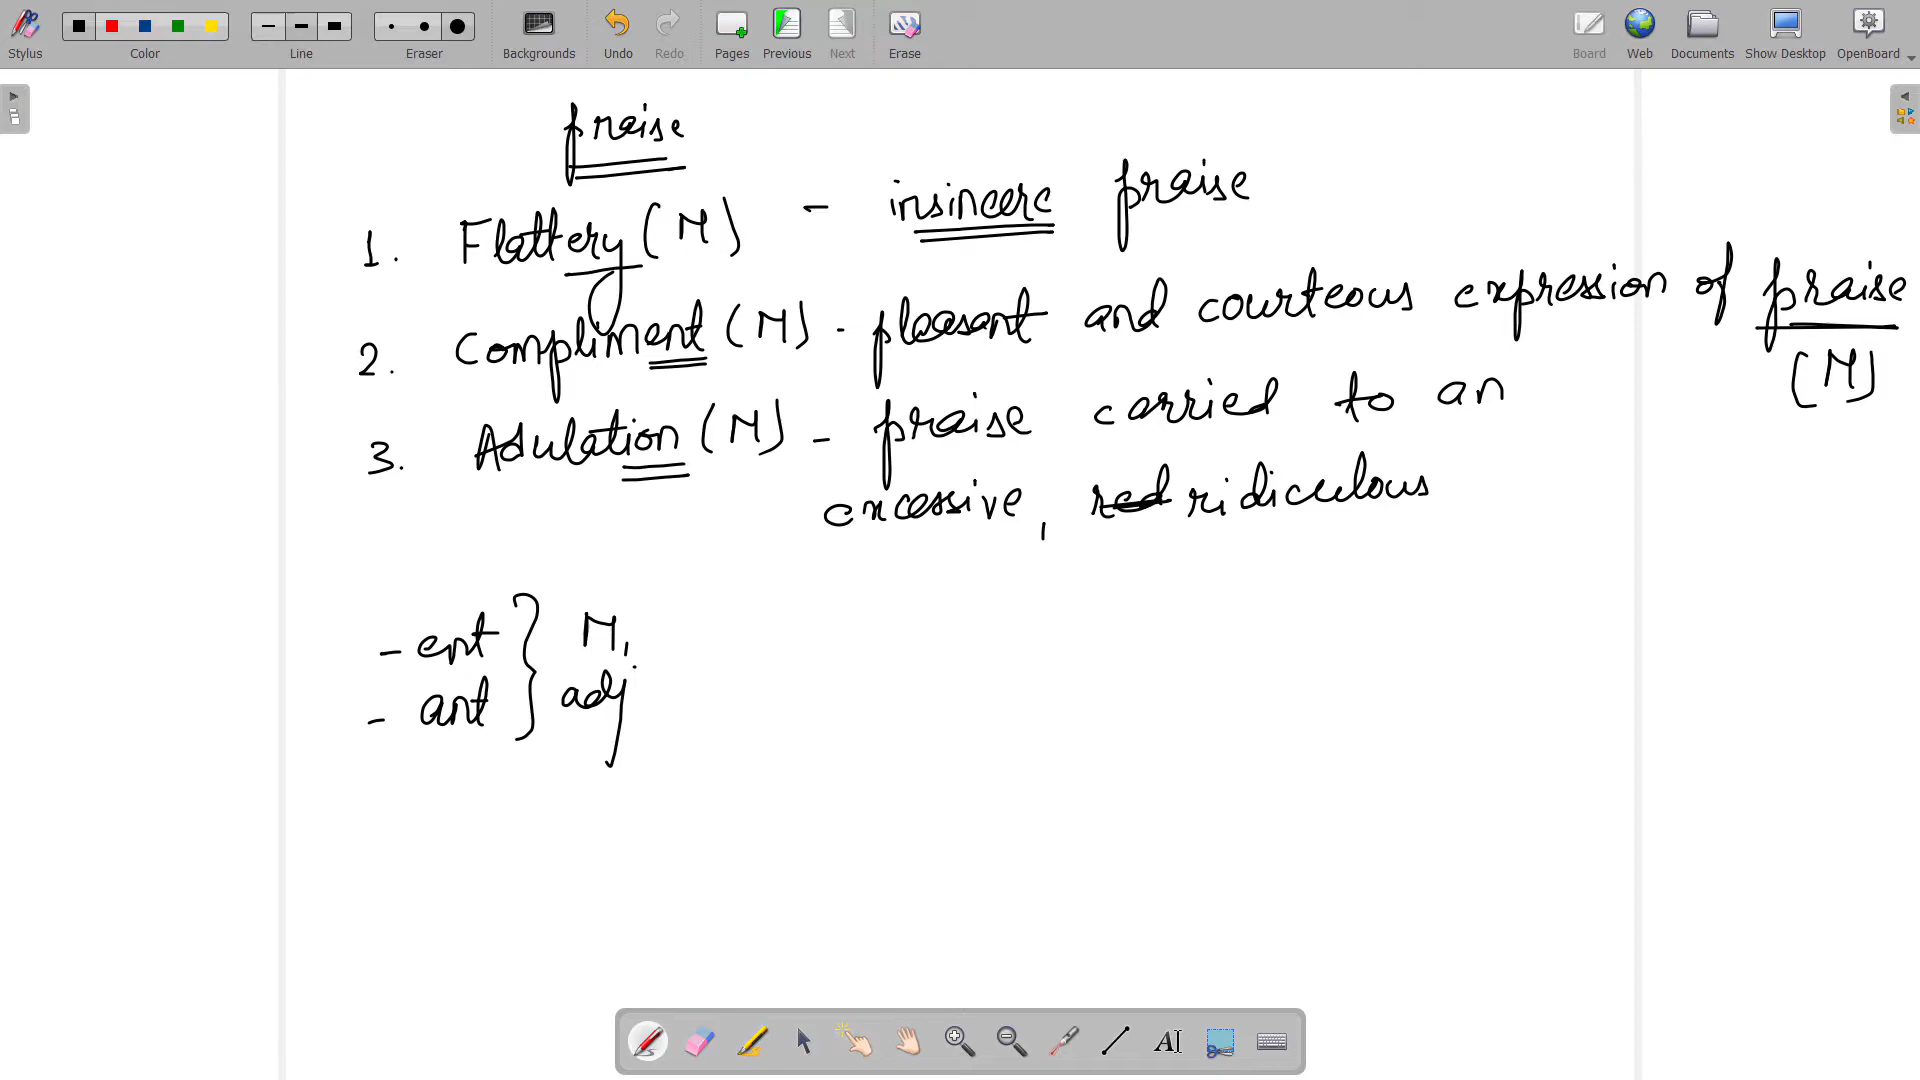 Stylus Color Line Eraser Backgrounds Undo Redo Pages Previous Next Erase Board Web Documents Show Desktop OpenBoard
praise
1. Flattery (N) - insincere praise
2. Compliment (N) - pleasant and courteous expression of praise
(N)
3. Adulation (N) - praise carried to an
excessive, red ridiculous
- ent } N,
- ant } adj